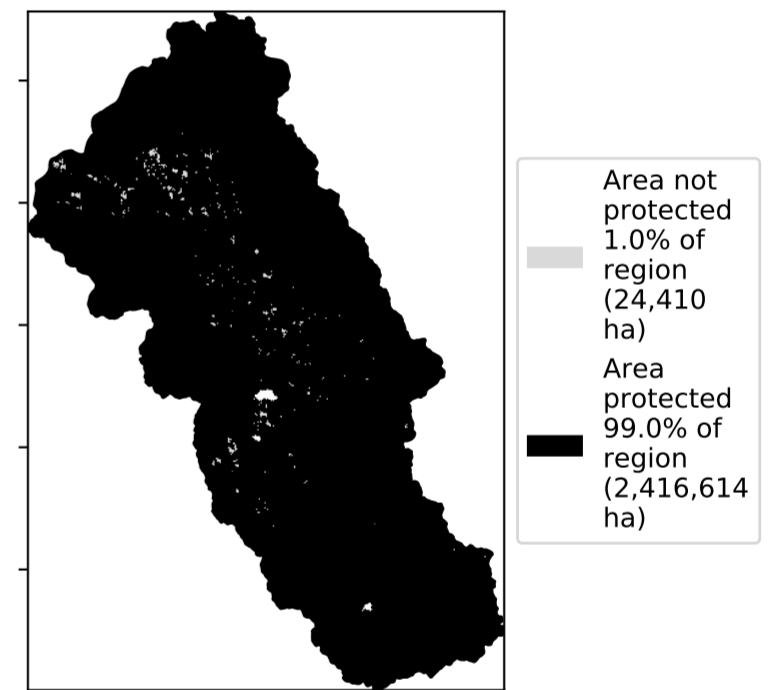 Area not
protected
1.0% of
region
(24,410
ha)
Area
protected
99.0% of
region
(2,416,614
ha)